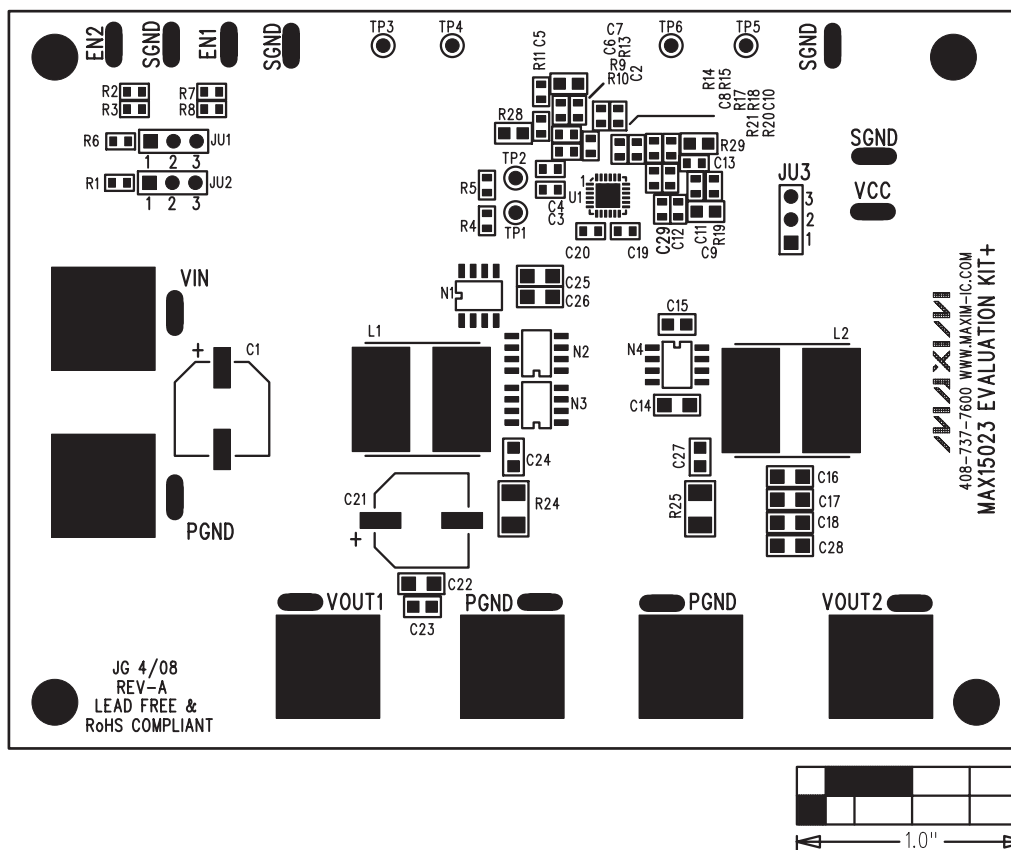 EN2
SGND
EN1
SGND
TP3
TP4
TP6
TP5
SGND
R11
C5
C7
C6
R13
R9
R10
C2
R14
C8
R15
R17
R21
R18
R20
C10
R2
R3
R7
R8
R28
R29
C13
R6
JU1
1 2 3
R1
JU2
1 2 3
SGND
VCC
JU3
3
2
1
TP2
R5
R4
TP1
1
U1
C4
C3
C20
C19
C29
C12
C11
R19
C9
VIN
N1
C25
C26
C15
C1
+
L1
N2
N3
N4
L2
C14
MAXIM
408-737-7600 WWW.MAXIM-IC.COM
MAX15023 EVALUATION KIT+
C24
C27
C16
C17
C18
C28
C21
+
R24
R25
PGND
C22
C23
VOUT1
PGND
PGND
VOUT2
JG 4/08
REV-A
LEAD FREE &
RoHS COMPLIANT
1.0"